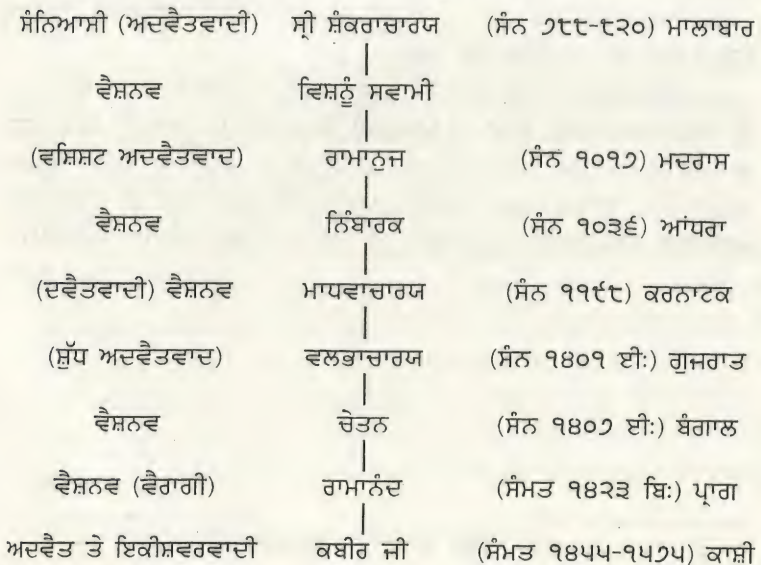 ਸੰਨਿਆਸੀ (ਅਦਵੈਤਵਾਦੀ) ਸ੍ਰੀ ਸ਼ੰਕਰਾਚਾਰਯ (ਸੰਨ ੭੮੮-੮੨੦) ਮਾਲਾਬਾਰ
ਵੈਸ਼ਨਵ ਵਿਸ਼ਨੂੰ ਸਵਾਮੀ
(ਵਸ਼ਿਸ਼ਟ ਅਦਵੈਤਵਾਦ) ਰਾਮਾਨੁਜ (ਸੰਨ ੧੦੧੭) ਮਦਰਾਸ
ਵੈਸ਼ਨਵ ਨਿੰਬਾਰਕ (ਸੰਨ ੧੦੩੬) ਆਂਧਰਾ
(ਦਵੈਤਵਾਦੀ) ਵੈਸ਼ਨਵ ਮਾਧਵਾਚਾਰਯ (ਸੰਨ ੧੧੯੮) ਕਰਨਾਟਕ
(ਸ਼ੁੱਧ ਅਦਵੈਤਵਾਦ) ਵਲਭਾਚਾਰਯ (ਸੰਨ ੧੪੦੧ ਈ:) ਗੁਜਰਾਤ
ਵੈਸ਼ਨਵ ਚੇਤਨ (ਸੰਨ ੧੪੦੭ ਈ:) ਬੰਗਾਲ
ਵੈਸ਼ਨਵ (ਵੈਰਾਗੀ) ਰਾਮਾਨੰਦ (ਸੰਮਤ ੧੪੨੩ ਬਿ:) ਪ੍ਰਾਗ
ਅਦਵੈਤ ਤੇ ਇਕੀਸ਼ਵਰਵਾਦੀ ਕਬੀਰ ਜੀ (ਸੰਮਤ ੧੪੫੫-੧੫੭੫) ਕਾਸ਼ੀ